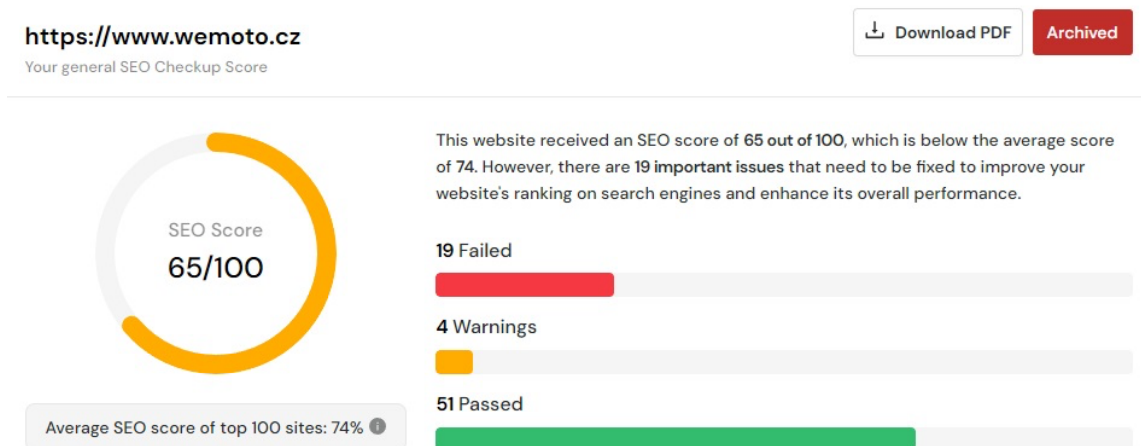 https://www.wemoto.cz
Your general SEO Checkup Score
Download PDF
Archived
SEO Score
65/100
Average SEO score of top 100 sites: 74%
This website received an SEO score of 65 out of 100, which is below the average score
of 74. However, there are 19 important issues that need to be fixed to improve your
website's ranking on search engines and enhance its overall performance.
19 Failed
4 Warnings
51 Passed